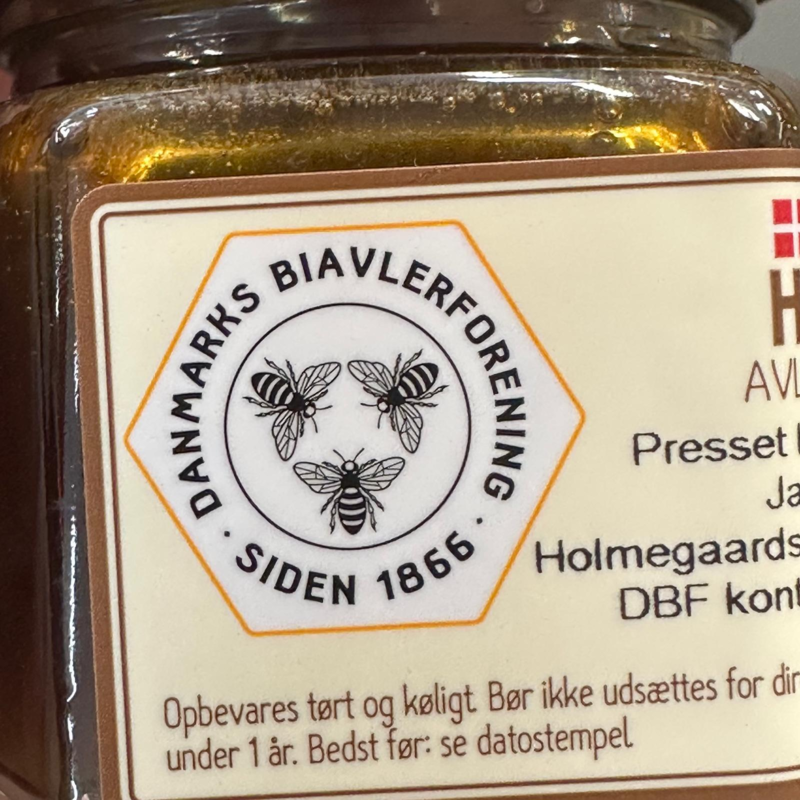 DANMARKS BIAVLERFORENING
· SIDEN 1866 ·
H
AVL
Presset
Ja
Holmegaards
DBF kont
Opbevares tørt og køligt. Bør ikke udsættes for dir
under 1 år. Bedst før: se datostempel.